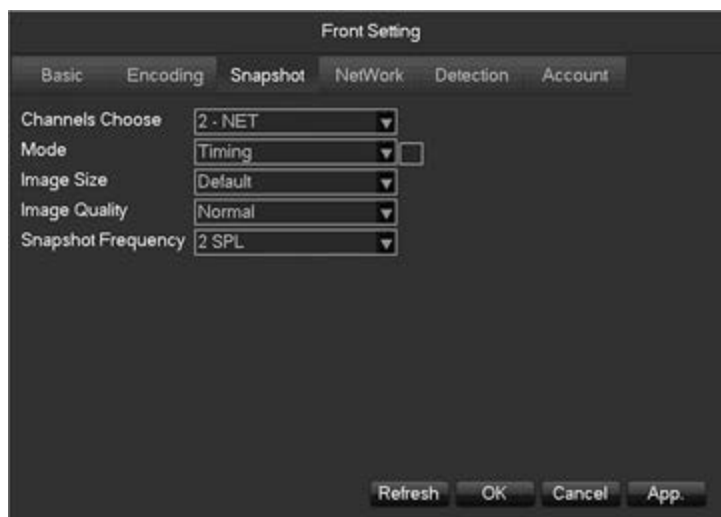 Front Setting
Basic Encoding Snapshot NetWork Detection Account
Channels Choose 2 - NET
Mode Timing
Image Size Default
Image Quality Normal
Snapshot Frequency 2 SPL
Refresh OK Cancel App.